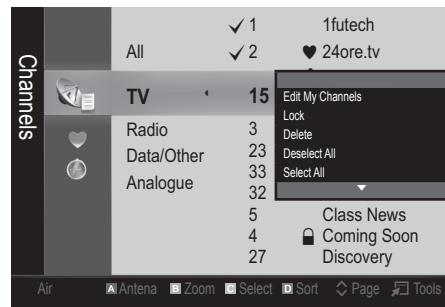 Channels
✓ 1 1futech
All ✓ 2 ♥ 24ore.tv
TV 15
Edit My Channels
Lock
Delete
Deselect All
Select All
Radio 3
Data/Other 23
Analogue 33
32
5 Class News
4 Coming Soon
27 Discovery
Air A Antena B Zoom C Select D Sort Page Tools